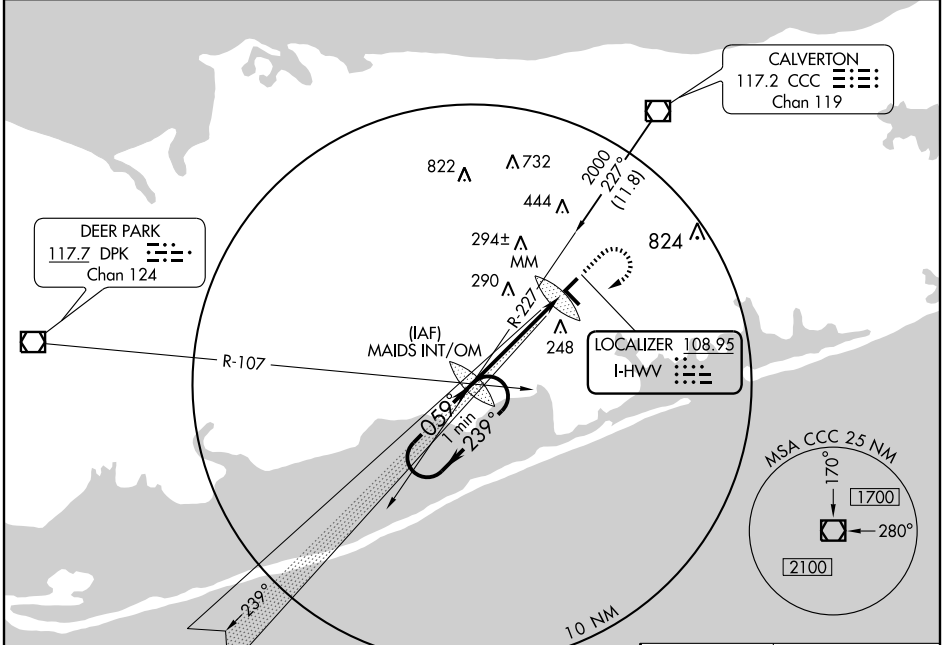 CALVERTON
117.2 CCC
Chan 119
822
732
2000
227°
(11.8)
444
DEER PARK
117.7 DPK
Chan 124
294±
824
MM
290
R-227
(IAF)
MAIDS INT/OM
248
LOCALIZER 108.95
I-HWV
R-107
059°
1 min
239°
MSA CCC 25 NM
170°
1700
280°
2100
239°
10 NM